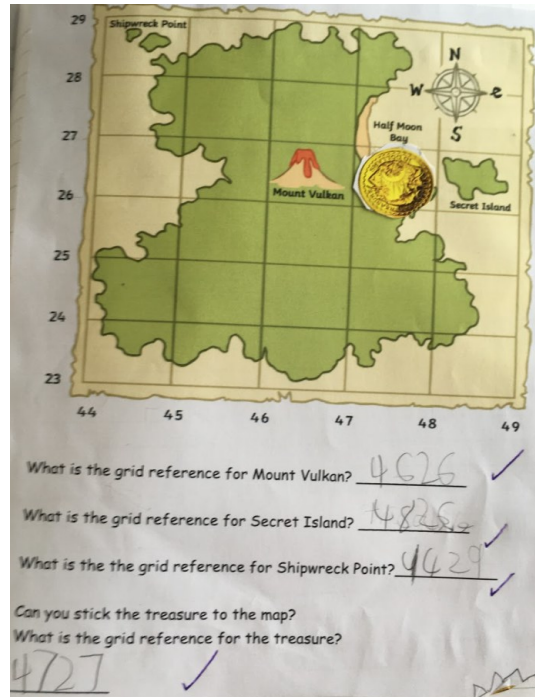 29
Shipwreck Point
28
N
W e
S
27
Half Moon
Bay
26
Mount Vulkan
Secret Island
25
24
23
44 45 46 47 48 49
What is the grid reference for Mount Vulkan? 4626
What is the grid reference for Secret Island? 4826
What is the the grid reference for Shipwreck Point? 4429
Can you stick the treasure to the map?
What is the grid reference for the treasure?
4727